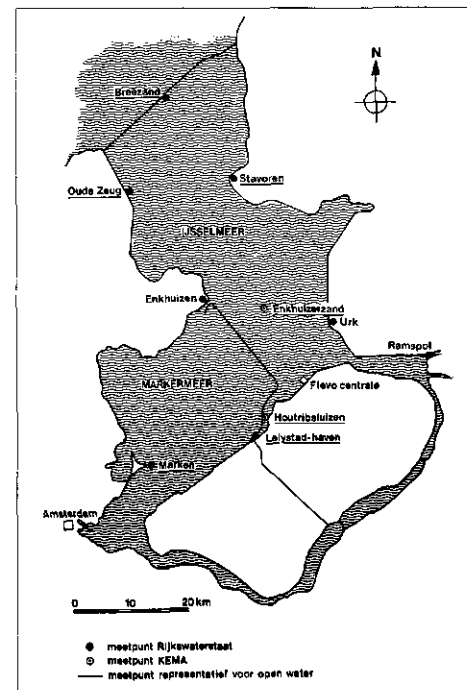 N
Breezand
Stavoren
Oude Zeug
IJSSELMEER
Enkhuizen
Enkhuizerzand
Urk
Ramspol
MARKERMEER
Flevo centrale
Houtribsluizen
Lelystad-haven
Marken
Amsterdam
0 10 20 km
meetpunt Rijkswaterstaat
meetpunt KEMA
meetpunt representatief voor open water